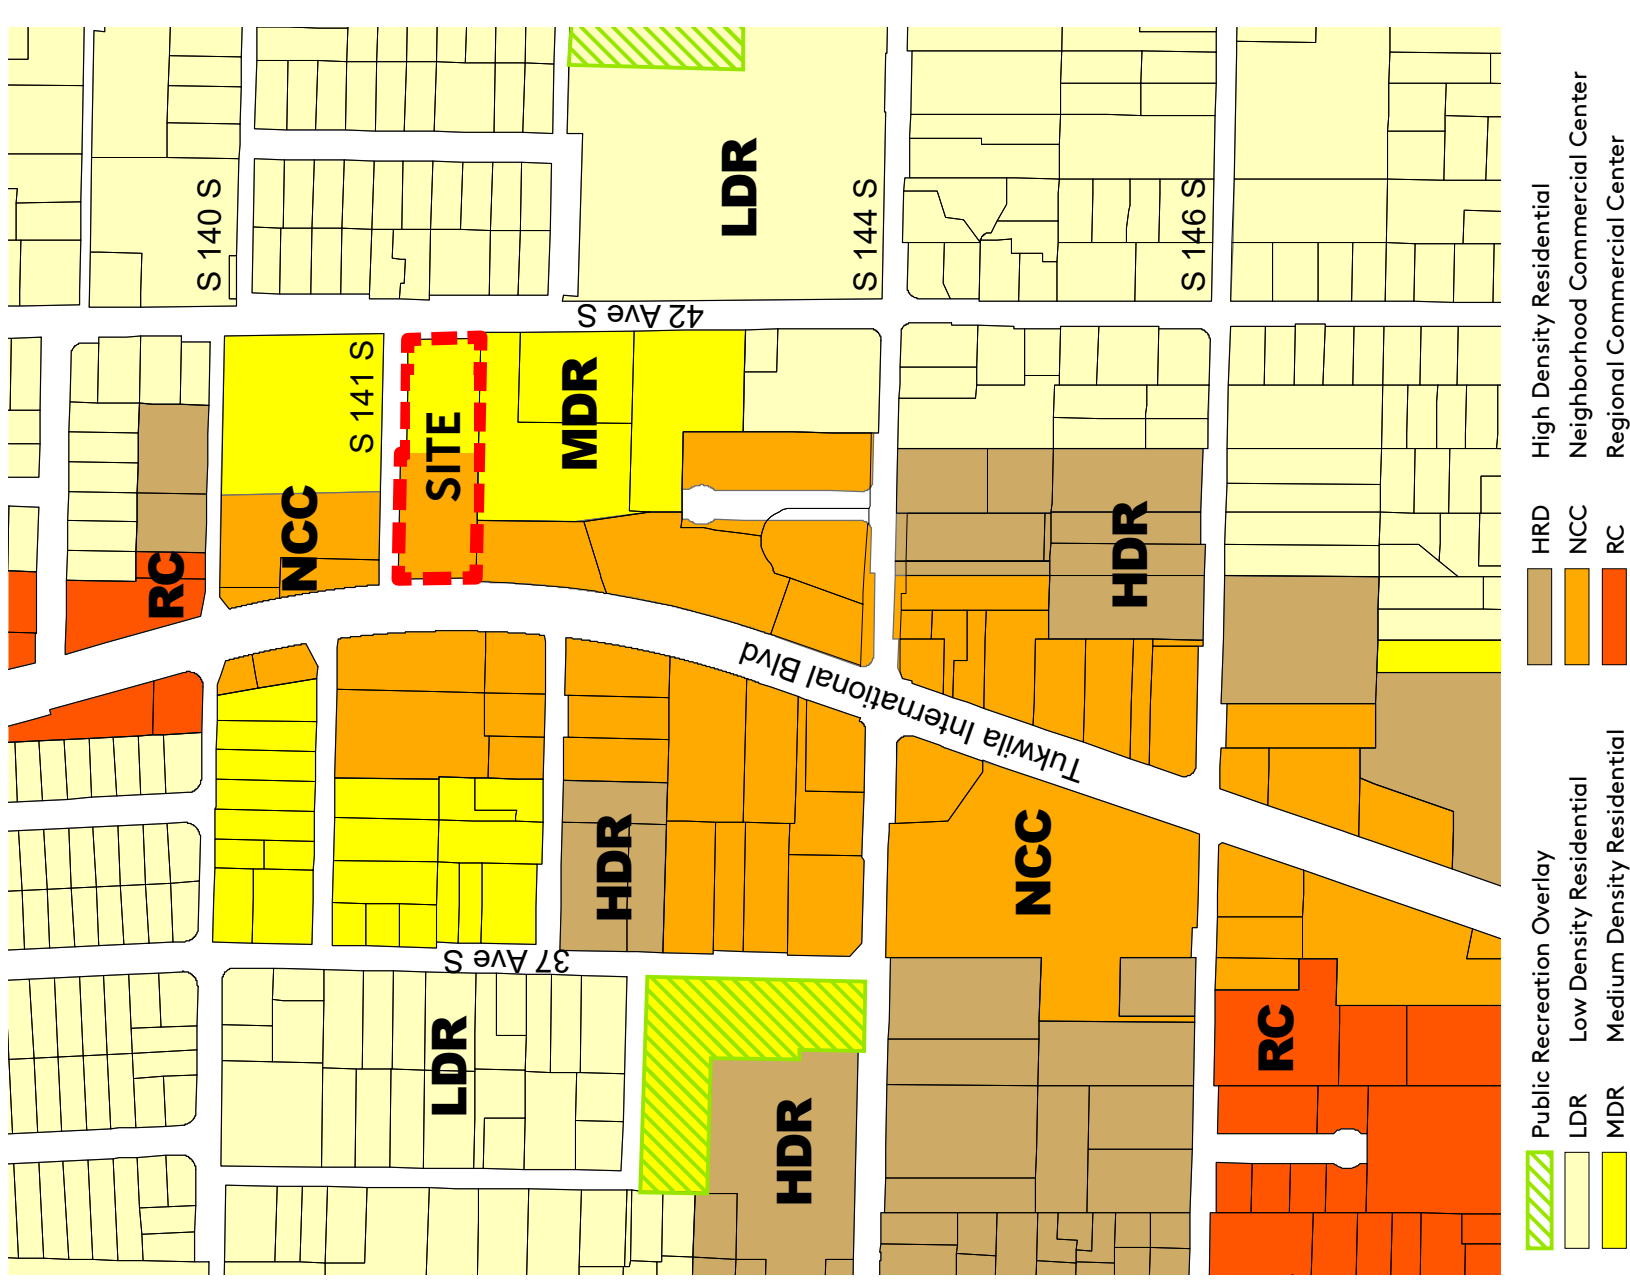 S 140 S
LDR
S 144 S
S 146 S
42 Ave S
S 141 S
SITE
MDR
NCC
RC
HDR
Tukwila International Blvd
HDR
NCC
37 Ave S
LDR
HDR
RC
Public Recreation Overlay
LDR Low Density Residential
MDR Medium Density Residential
HRD High Density Residential
NCC Neighborhood Commercial Center
RC Regional Commercial Center